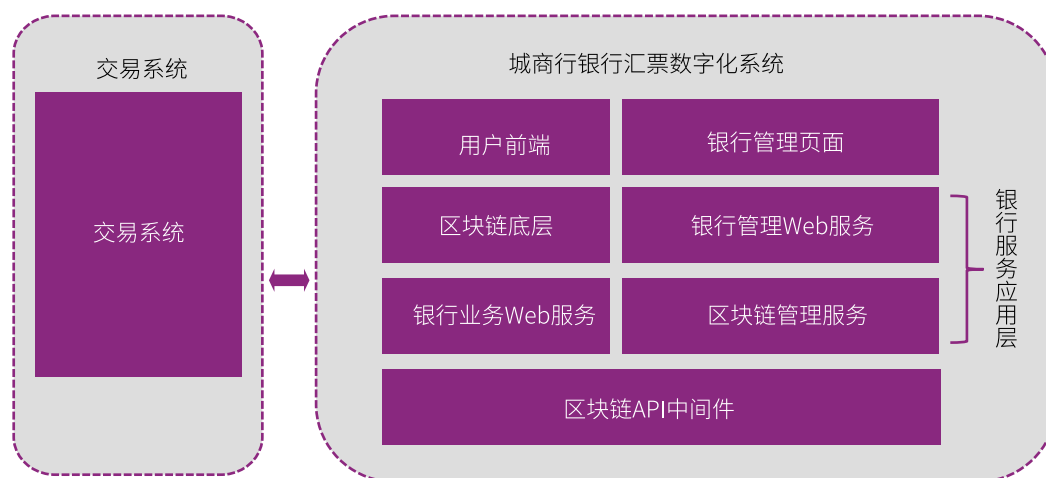 交易系统
交易系统
城商行银行汇票数字化系统
用户前端
银行管理页面
区块链底层
银行管理Web服务
银行业务Web服务
区块链管理服务
区块链API中间件
银行服务应用层